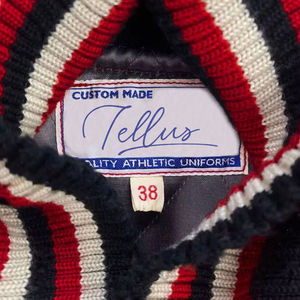 CUSTOM MADE
Tellus
ALITY ATHLETIC UNIFORMS
38